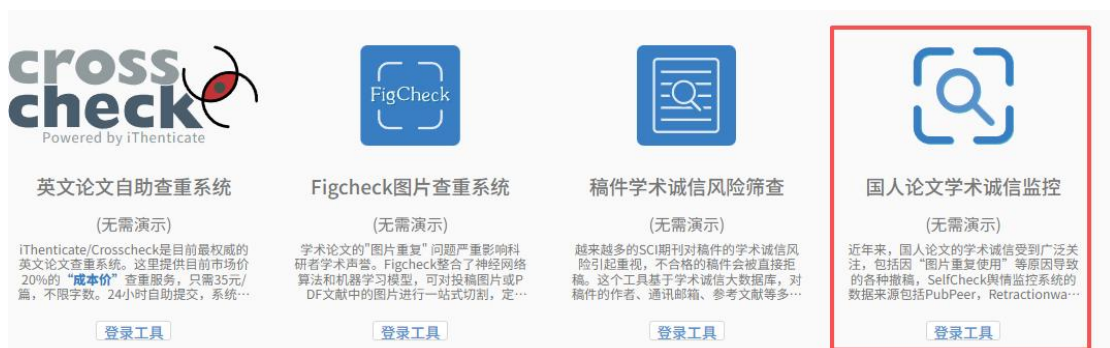 cross
check
Powered by iThenticate
英文论文自助查重系统
(无需演示)
iThenticate/Crosscheck是目前最权威的
英文论文查重系统。这里提供目前市场价
20%的“成本价”查重服务，只需35元/
篇，不限字数。24小时自助提交，系统…
登录工具
FigCheck
Figcheck图片查重系统
(无需演示)
学术论文的"图片重复" 问题严重影响科
研者学术声誉。Figcheck整合了神经网络
算法和机器学习模型，可对投稿图片或P
DF文献中的图片进行一站式切割，定…
登录工具
稿件学术诚信风险筛查
(无需演示)
越来越多的SCI期刊对稿件的学术诚信风
险引起重视，不合格的稿件会被直接拒
稿。这个工具基于学术诚信大数据库，对
稿件的作者、通讯邮箱、参考文献等多…
登录工具
国人论文学术诚信监控
(无需演示)
近年来，国人论文的学术诚信受到广泛关
注，包括因“图片重复使用”等原因导致
的各种撤稿，SelfCheck舆情监控系统的
数据来源包括PubPeer，Retractionwa…
登录工具